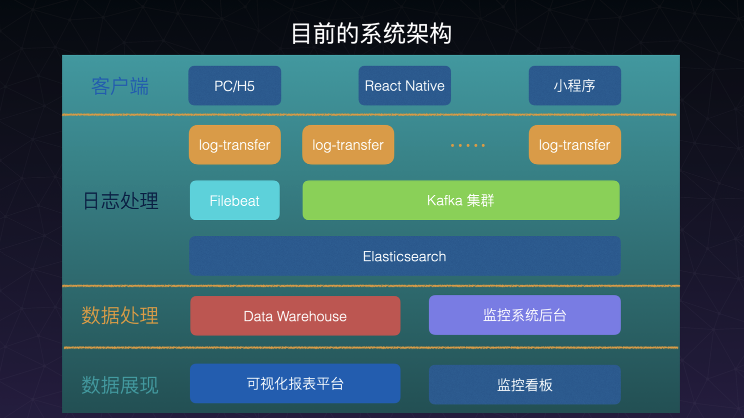 目前的系统架构
客户端
PC/H5
React Native
小程序
log-transfer
log-transfer
·····
log-transfer
日志处理
Filebeat
Kafka 集群
Elasticsearch
数据处理
Data Warehouse
监控系统后台
数据展现
可视化报表平台
监控看板